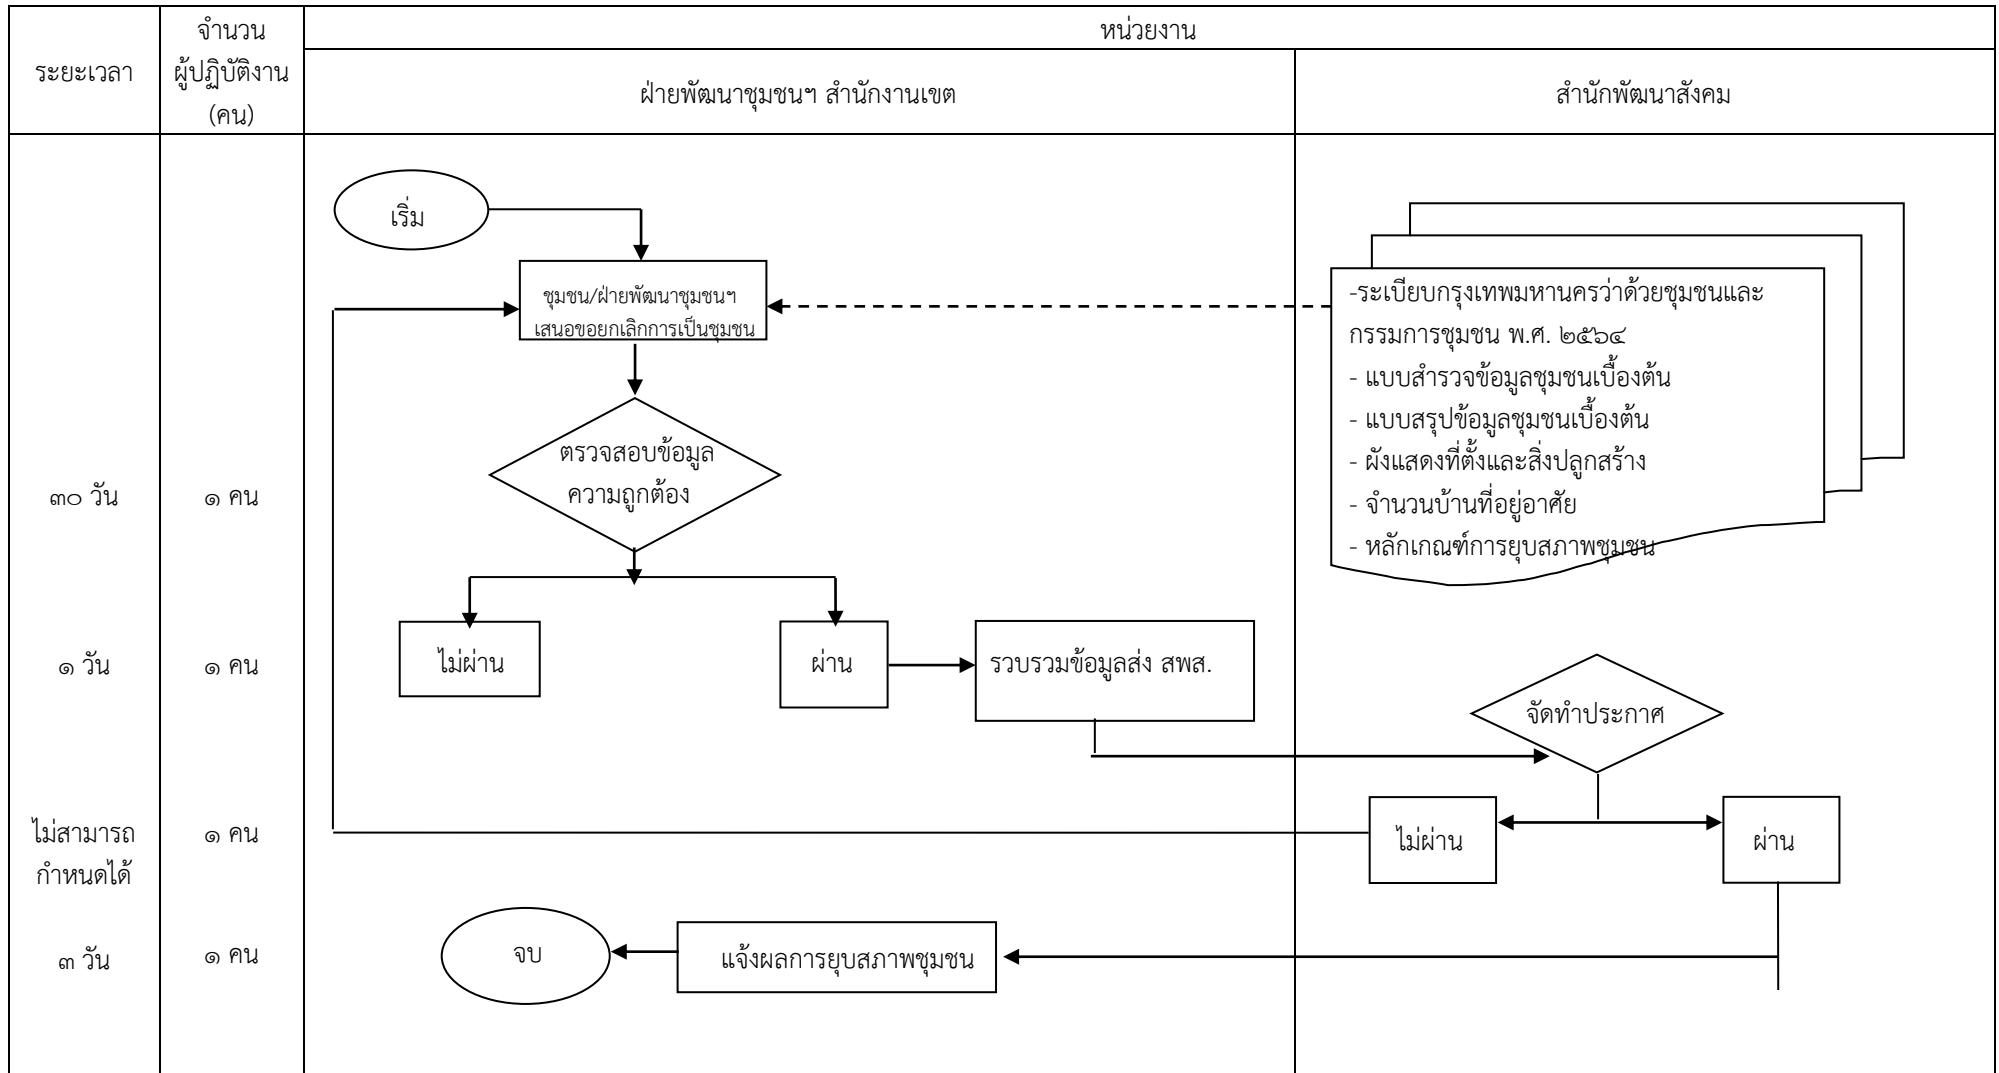 ระยะเวลา
จำนวน
ผู้ปฏิบัติงาน
(คน)
หน่วยงาน
ฝ่ายพัฒนาชุมชนฯ สำนักงานเขต
สำนักพัฒนาสังคม
เริ่ม
ชุมชน/ฝ่ายพัฒนาชุมชนฯ
เสนอขอยกเลิกการเป็นชุมชน
-ระเบียบกรุงเทพมหานครว่าด้วยชุมชนและ
กรรมการชุมชน พ.ศ. ๒๕๖๔
- แบบสำรวจข้อมูลชุมชนเบื้องต้น
- แบบสรุปข้อมูลชุมชนเบื้องต้น
- ผังแสดงที่ตั้งและสิ่งปลูกสร้าง
- จำนวนบ้านที่อยู่อาศัย
- หลักเกณฑ์การยุบสภาพชุมชน
๓๐ วัน
๑ คน
ตรวจสอบข้อมูล
ความถูกต้อง
๑ วัน
๑ คน
ไม่ผ่าน
ผ่าน
รวบรวมข้อมูลส่ง สพส.
จัดทำประกาศ
ไม่สามารถ
กำหนดได้
๑ คน
ไม่ผ่าน
ผ่าน
๓ วัน
๑ คน
จบ
แจ้งผลการยุบสภาพชุมชน